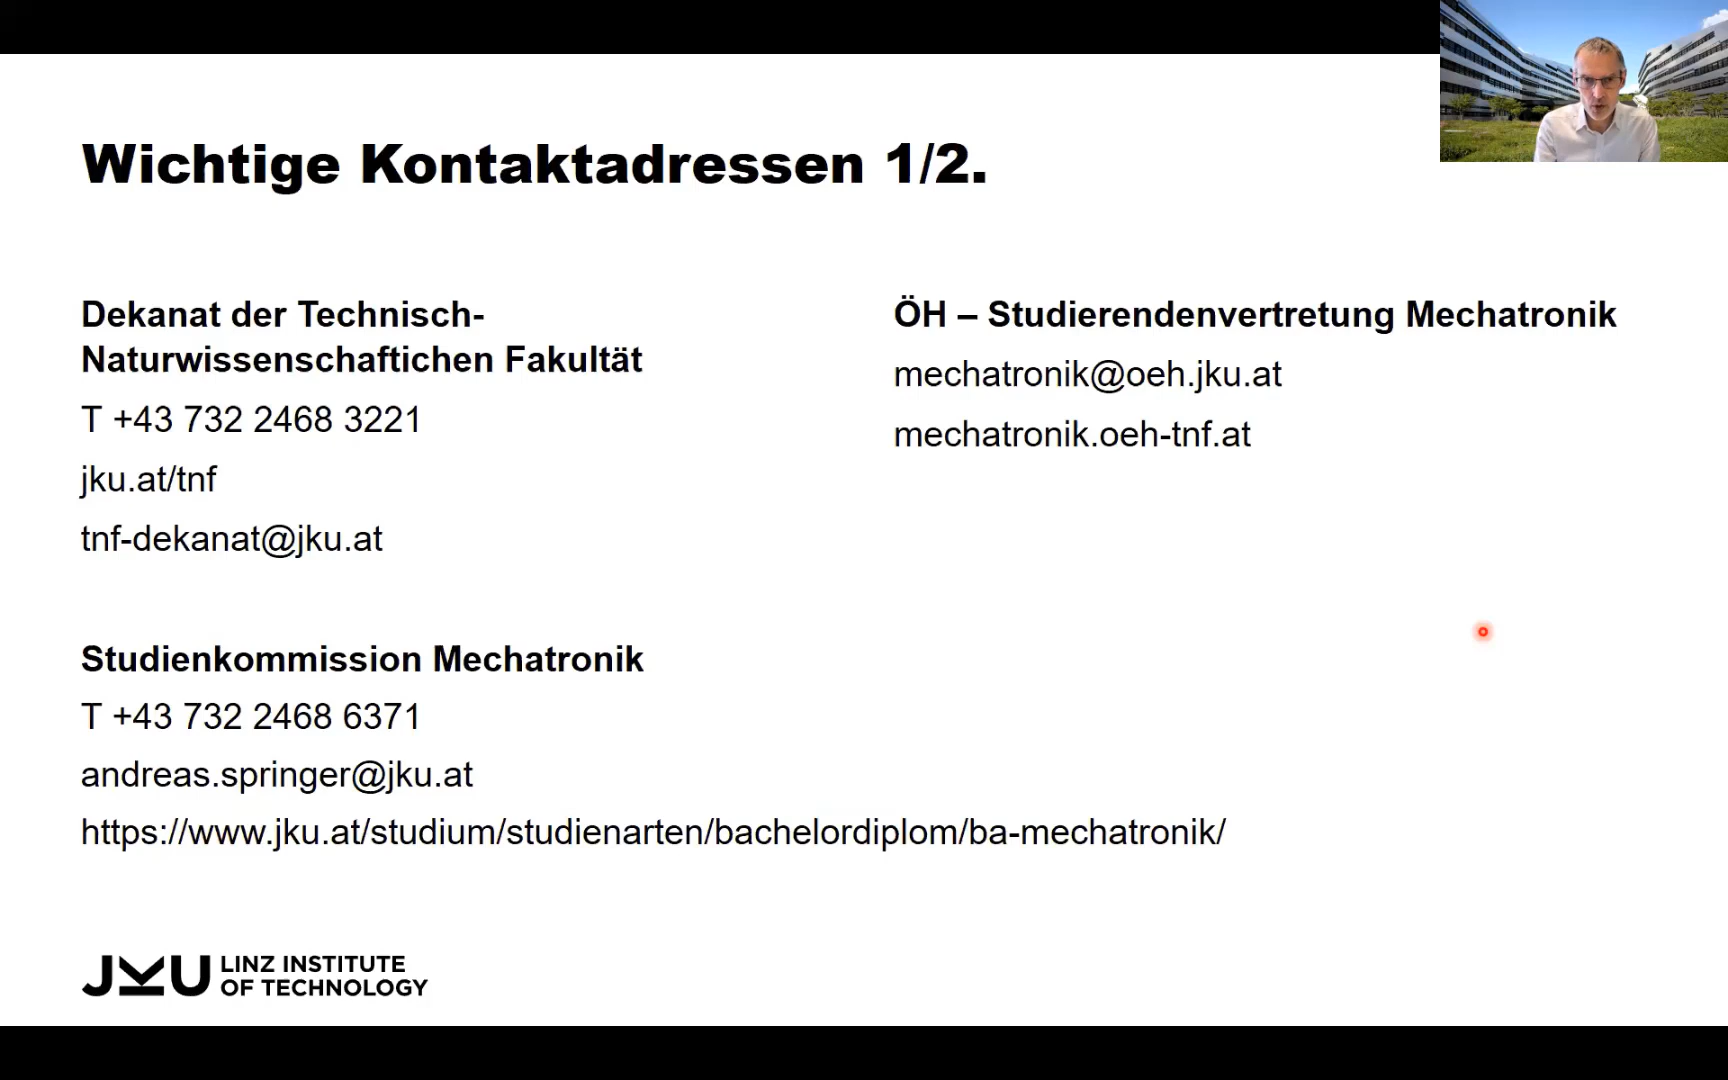 Wichtige Kontaktadressen 1/2.
Dekanat der Technisch-
Naturwissenschaftichen Fakultät
T +43 732 2468 3221
jku.at/tnf
tnf-dekanat@jku.at
Studienkommission Mechatronik
T +43 732 2468 6371
andreas.springer@jku.at
https://www.jku.at/studium/studienarten/bachelordiplom/ba-mechatronik/
ÖH – Studierendenvertretung Mechatronik
mechatronik@oeh.jku.at
mechatronik.oeh-tnf.at
JKU LINZ INSTITUTE
OF TECHNOLOGY